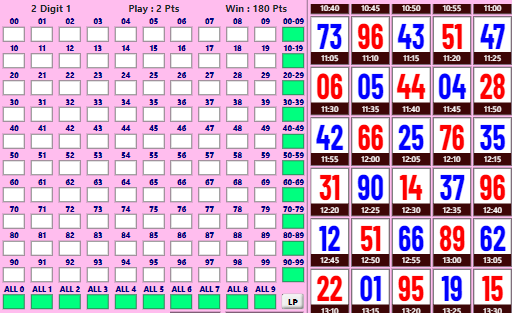 2 Digit 1 Play : 2 Pts Win : 180 Pts
00 01 02 03 04 05 06 07 08 09 00-09
10 11 12 13 14 15 16 17 18 19 10-19
20 21 22 23 24 25 26 27 28 29 20-29
30 31 32 33 34 35 36 37 38 39 30-39
40 41 42 43 44 45 46 47 48 49 40-49
50 51 52 53 54 55 56 57 58 59 50-59
60 61 62 63 64 65 66 67 68 69 60-69
70 71 72 73 74 75 76 77 78 79 70-79
80 81 82 83 84 85 86 87 88 89 80-89
90 91 92 93 94 95 96 97 98 99 90-99
ALL 0 ALL 1 ALL 2 ALL 3 ALL 4 ALL 5 ALL 6 ALL 7 ALL 8 ALL 9
LP
10:40 10:45 10:50 10:55 11:00
73 96 43 51 47
11:05 11:10 11:15 11:20 11:25
06 05 44 04 28
11:30 11:35 11:40 11:45 11:50
42 66 25 76 35
11:55 12:00 12:05 12:10 12:15
31 90 14 37 96
12:20 12:25 12:30 12:35 12:40
12 51 66 89 62
12:45 12:50 12:55 13:00 13:05
22 01 95 19 15
13:10 13:15 13:20 13:25 13:30